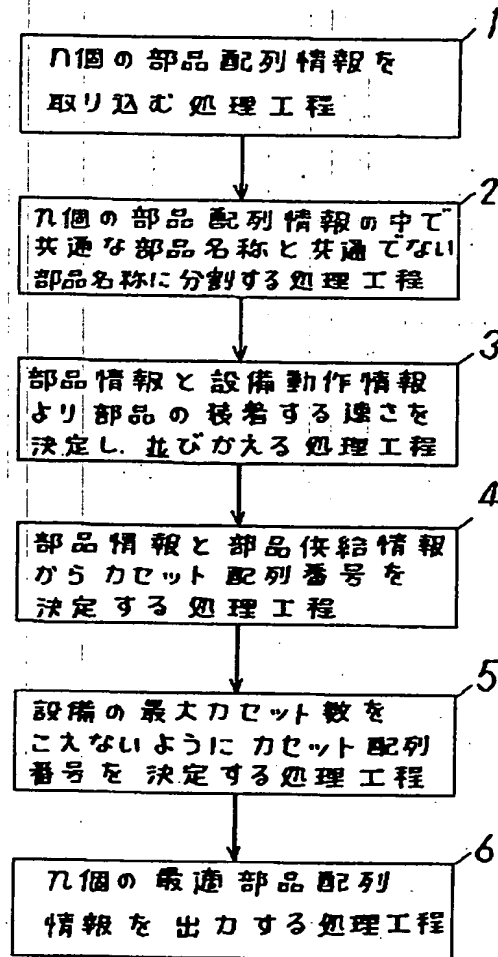 1
n個の部品配列情報を
取り込む処理工程
2
n個の部品配列情報の中で
共通な部品名称と共通でない
部品名称に分割する処理工程
3
部品情報と設備動作情報
より部品の装着する速さを
決定し、並びかえる処理工程
4
部品情報と部品供給情報
からカセット配列番号を
決定する処理工程
5
設備の最大カセット数を
こえないようにカセット配列
番号を決定する処理工程
6
n個の最適部品配列
情報を出力する処理工程